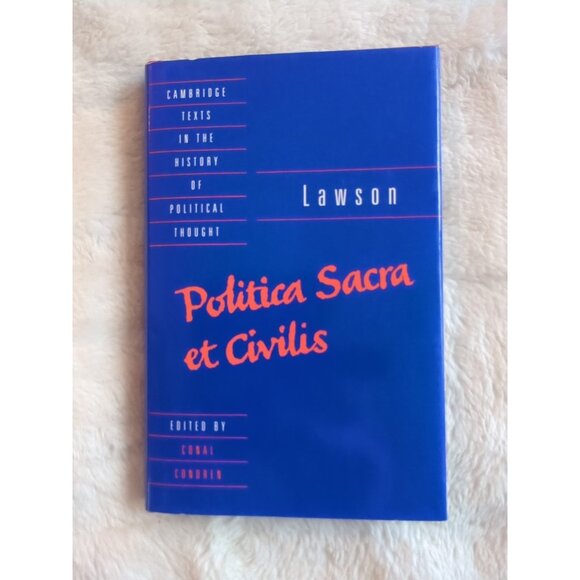 CAMBRIDGE
TEXTS
IN THE
HISTORY
OF
POLITICAL
THOUGHT
Lawson
Politica Sacra
et Civilis
EDITED BY
CONAL
CONDREN